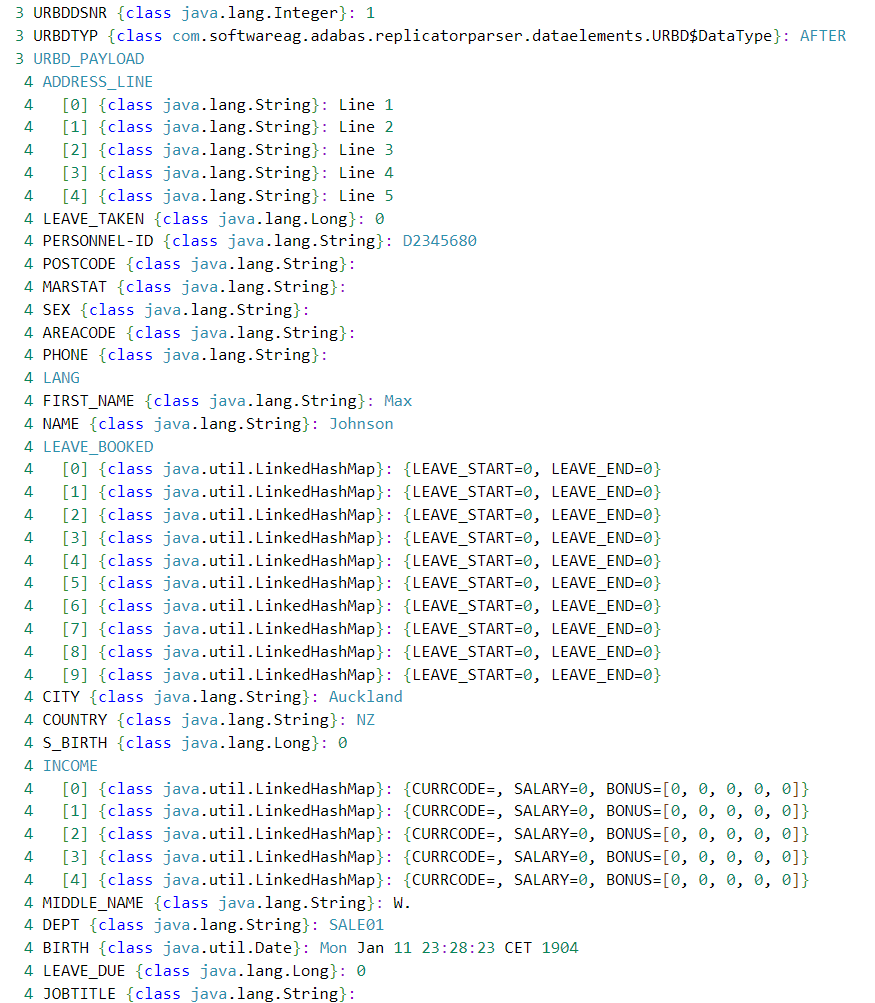 3 URBDDSNR {class java.lang.Integer}: 1
3 URBDTYP {class com.softwareag.adabas.replicatorparser.dataelements.URBD$DataType}: AFTER
3 URBD_PAYLOAD
4 ADDRESS_LINE
4 [0] {class java.lang.String}: Line 1
4 [1] {class java.lang.String}: Line 2
4 [2] {class java.lang.String}: Line 3
4 [3] {class java.lang.String}: Line 4
4 [4] {class java.lang.String}: Line 5
4 LEAVE_TAKEN {class java.lang.Long}: 0
4 PERSONNEL-ID {class java.lang.String}: D2345680
4 POSTCODE {class java.lang.String}:
4 MARSTAT {class java.lang.String}:
4 SEX {class java.lang.String}:
4 AREACODE {class java.lang.String}:
4 PHONE {class java.lang.String}:
4 LANG
4 FIRST_NAME {class java.lang.String}: Max
4 NAME {class java.lang.String}: Johnson
4 LEAVE_BOOKED
4 [0] {class java.util.LinkedHashMap}: {LEAVE_START=0, LEAVE_END=0}
4 [1] {class java.util.LinkedHashMap}: {LEAVE_START=0, LEAVE_END=0}
4 [2] {class java.util.LinkedHashMap}: {LEAVE_START=0, LEAVE_END=0}
4 [3] {class java.util.LinkedHashMap}: {LEAVE_START=0, LEAVE_END=0}
4 [4] {class java.util.LinkedHashMap}: {LEAVE_START=0, LEAVE_END=0}
4 [5] {class java.util.LinkedHashMap}: {LEAVE_START=0, LEAVE_END=0}
4 [6] {class java.util.LinkedHashMap}: {LEAVE_START=0, LEAVE_END=0}
4 [7] {class java.util.LinkedHashMap}: {LEAVE_START=0, LEAVE_END=0}
4 [8] {class java.util.LinkedHashMap}: {LEAVE_START=0, LEAVE_END=0}
4 [9] {class java.util.LinkedHashMap}: {LEAVE_START=0, LEAVE_END=0}
4 CITY {class java.lang.String}: Auckland
4 COUNTRY {class java.lang.String}: NZ
4 S_BIRTH {class java.lang.Long}: 0
4 INCOME
4 [0] {class java.util.LinkedHashMap}: {CURRCODE=, SALARY=0, BONUS=[0, 0, 0, 0, 0]}
4 [1] {class java.util.LinkedHashMap}: {CURRCODE=, SALARY=0, BONUS=[0, 0, 0, 0, 0]}
4 [2] {class java.util.LinkedHashMap}: {CURRCODE=, SALARY=0, BONUS=[0, 0, 0, 0, 0]}
4 [3] {class java.util.LinkedHashMap}: {CURRCODE=, SALARY=0, BONUS=[0, 0, 0, 0, 0]}
4 [4] {class java.util.LinkedHashMap}: {CURRCODE=, SALARY=0, BONUS=[0, 0, 0, 0, 0]}
4 MIDDLE_NAME {class java.lang.String}: W.
4 DEPT {class java.lang.String}: SALE01
4 BIRTH {class java.util.Date}: Mon Jan 11 23:28:23 CET 1904
4 LEAVE_DUE {class java.lang.Long}: 0
4 JOBTITLE {class java.lang.String}: